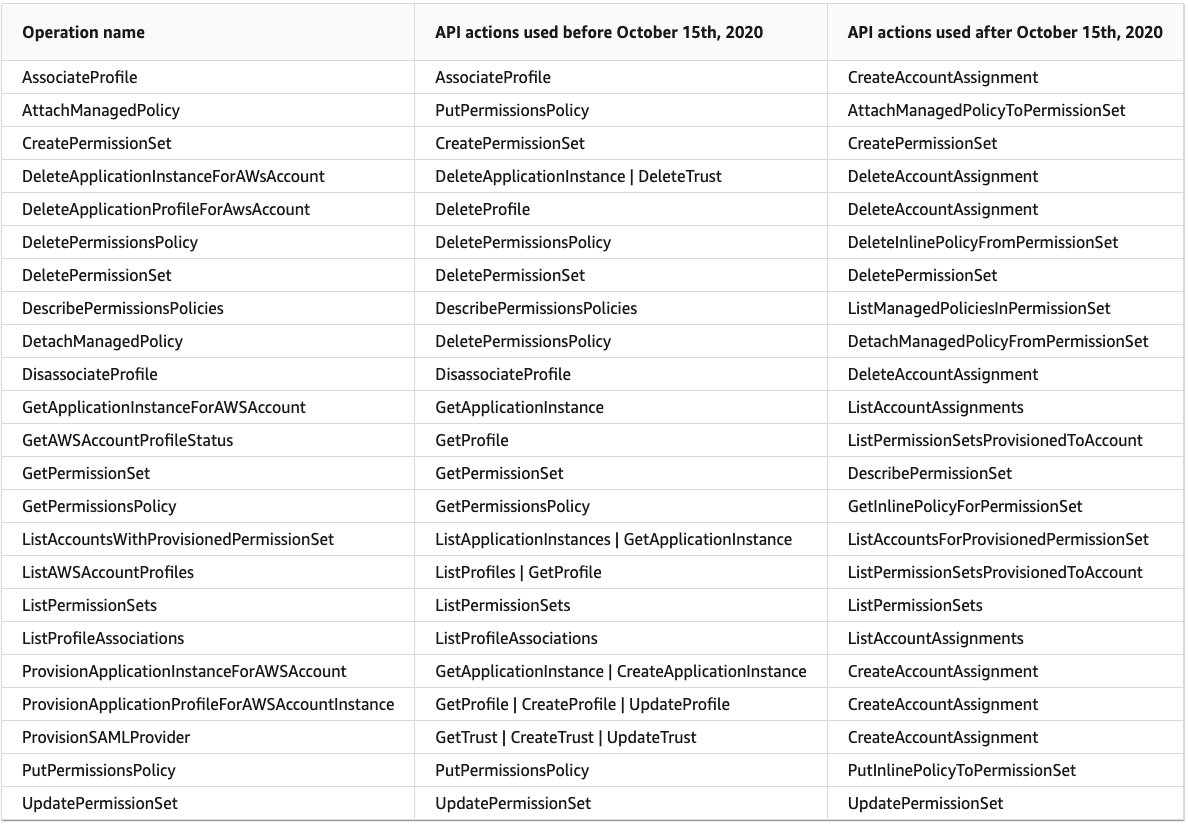 Operation name API actions used before October 15th, 2020 API actions used after October 15th, 2020
AssociateProfile AssociateProfile CreateAccountAssignment
AttachManagedPolicy PutPermissionsPolicy AttachManagedPolicyToPermissionSet
CreatePermissionSet CreatePermissionSet CreatePermissionSet
DeleteApplicationInstanceForAWsAccount DeleteApplicationInstance | DeleteTrust DeleteAccountAssignment
DeleteApplicationProfileForAwsAccount DeleteProfile DeleteAccountAssignment
DeletePermissionsPolicy DeletePermissionsPolicy DeleteInlinePolicyFromPermissionSet
DeletePermissionSet DeletePermissionSet DeletePermissionSet
DescribePermissionsPolicies DescribePermissionsPolicies ListManagedPoliciesInPermissionSet
DetachManagedPolicy DeletePermissionsPolicy DetachManagedPolicyFromPermissionSet
DisassociateProfile DisassociateProfile DeleteAccountAssignment
GetApplicationInstanceForAWSAccount GetApplicationInstance ListAccountAssignments
GetAWSAccountProfileStatus GetProfile ListPermissionSetsProvisionedToAccount
GetPermissionSet GetPermissionSet DescribePermissionSet
GetPermissionsPolicy GetPermissionsPolicy GetInlinePolicyForPermissionSet
ListAccountsWithProvisionedPermissionSet ListApplicationInstances | GetApplicationInstance ListAccountsForProvisionedPermissionSet
ListAWSAccountProfiles ListProfiles | GetProfile ListPermissionSetsProvisionedToAccount
ListPermissionSets ListPermissionSets ListPermissionSets
ListProfileAssociations ListProfileAssociations ListAccountAssignments
ProvisionApplicationInstanceForAWSAccount GetApplicationInstance | CreateApplicationInstance CreateAccountAssignment
ProvisionApplicationProfileForAWSAccountInstance GetProfile | CreateProfile | UpdateProfile CreateAccountAssignment
ProvisionSAMLProvider GetTrust | CreateTrust | UpdateTrust CreateAccountAssignment
PutPermissionsPolicy PutPermissionsPolicy PutInlinePolicyToPermissionSet
UpdatePermissionSet UpdatePermissionSet UpdatePermissionSet